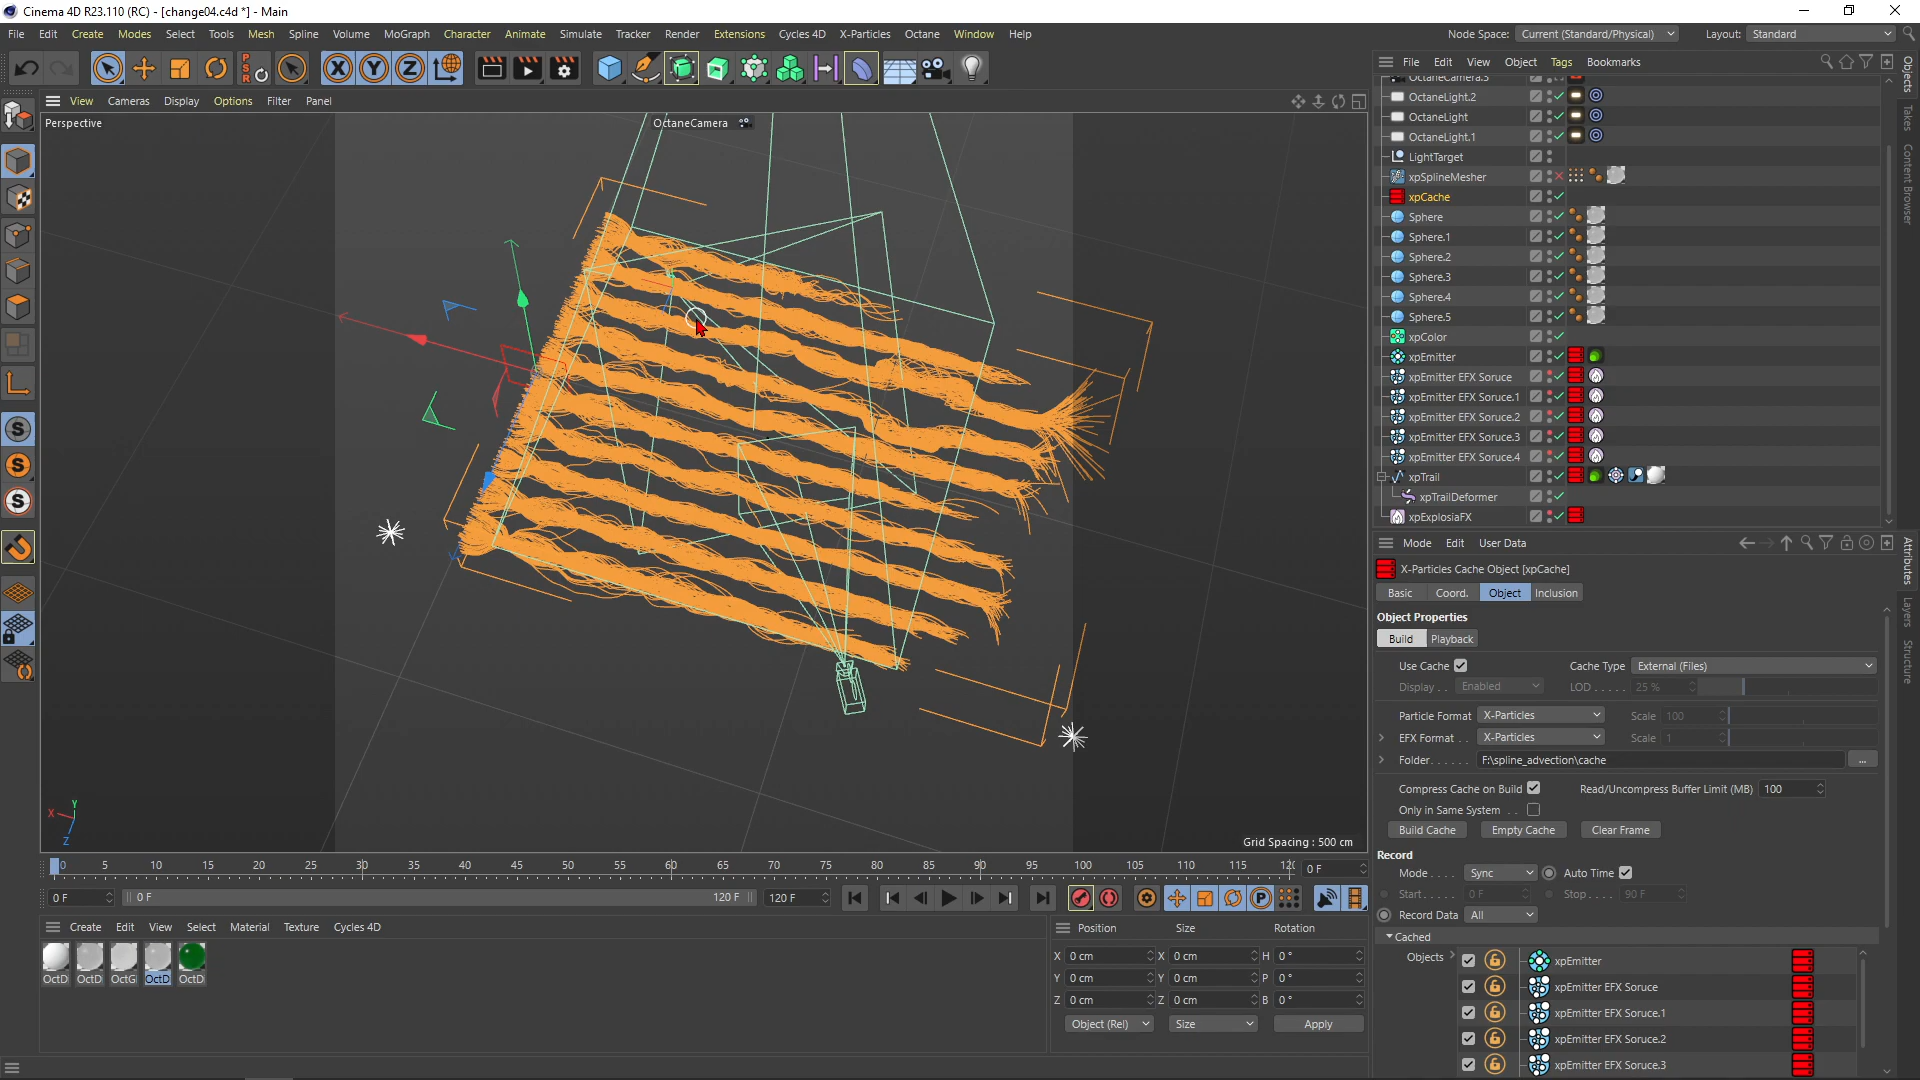 Cinema 4D R23.110 (RC) - [change04.c4d *] - Main
File Edit Create Modes Select Tools Mesh Spline Volume MoGraph Character Animate Simulate Tracker Render Extensions Cycles 4D X-Particles Octane Window Help
Node Space: Current (Standard/Physical) Layout: Standard
PSR
X Y Z
File Edit View Object Tags Bookmarks
View Cameras Display Options Filter Panel
Perspective
OctaneCamera
OctaneCamera.3
OctaneLight.2
OctaneLight
OctaneLight.1
LightTarget
xpSplineMesher
xpCache
Sphere
Sphere.1
Sphere.2
Sphere.3
Sphere.4
Sphere.5
xpColor
xpEmitter
xpEmitter EFX Soruce
xpEmitter EFX Soruce.1
xpEmitter EFX Soruce.2
xpEmitter EFX Soruce.3
xpEmitter EFX Soruce.4
xpTrail
xpTrailDeformer
xpExplosiaFX
Objects
Takes
Content Browser
Attributes
Layers
Structure
Mode Edit User Data
X-Particles Cache Object [xpCache]
Basic Coord. Object Inclusion
Object Properties
Build Playback
Use Cache Cache Type External (Files)
Display . . Enabled LOD . . . . . 25 %
Particle Format X-Particles Scale 100
EFX Format . . X-Particles Scale 1
Folder. . . . . . F:\spline_advection\cache ...
Compress Cache on Build Read/Uncompress Buffer Limit (MB) 100
Only in Same System . .
Build Cache Empty Cache Clear Frame
Record
Mode. . . . Sync Auto Time
Start. . . . . 0 F Stop. . . . 90 F
Record Data All
Cached
Objects xpEmitter
xpEmitter EFX Soruce
xpEmitter EFX Soruce.1
xpEmitter EFX Soruce.2
xpEmitter EFX Soruce.3
X Y Z
Grid Spacing : 500 cm
0 5 10 15 20 25 30 35 40 45 50 55 60 65 70 75 80 85 90 95 100 105 110 115 0 F
0 F 0 F 120 F 120 F
Create Edit View Select Material Texture Cycles 4D
OctD OctD OctG OctD OctD
Position Size Rotation
X 0 cm X 0 cm H 0 °
Y 0 cm Y 0 cm P 0 °
Z 0 cm Z 0 cm B 0 °
Object (Rel) Size Apply